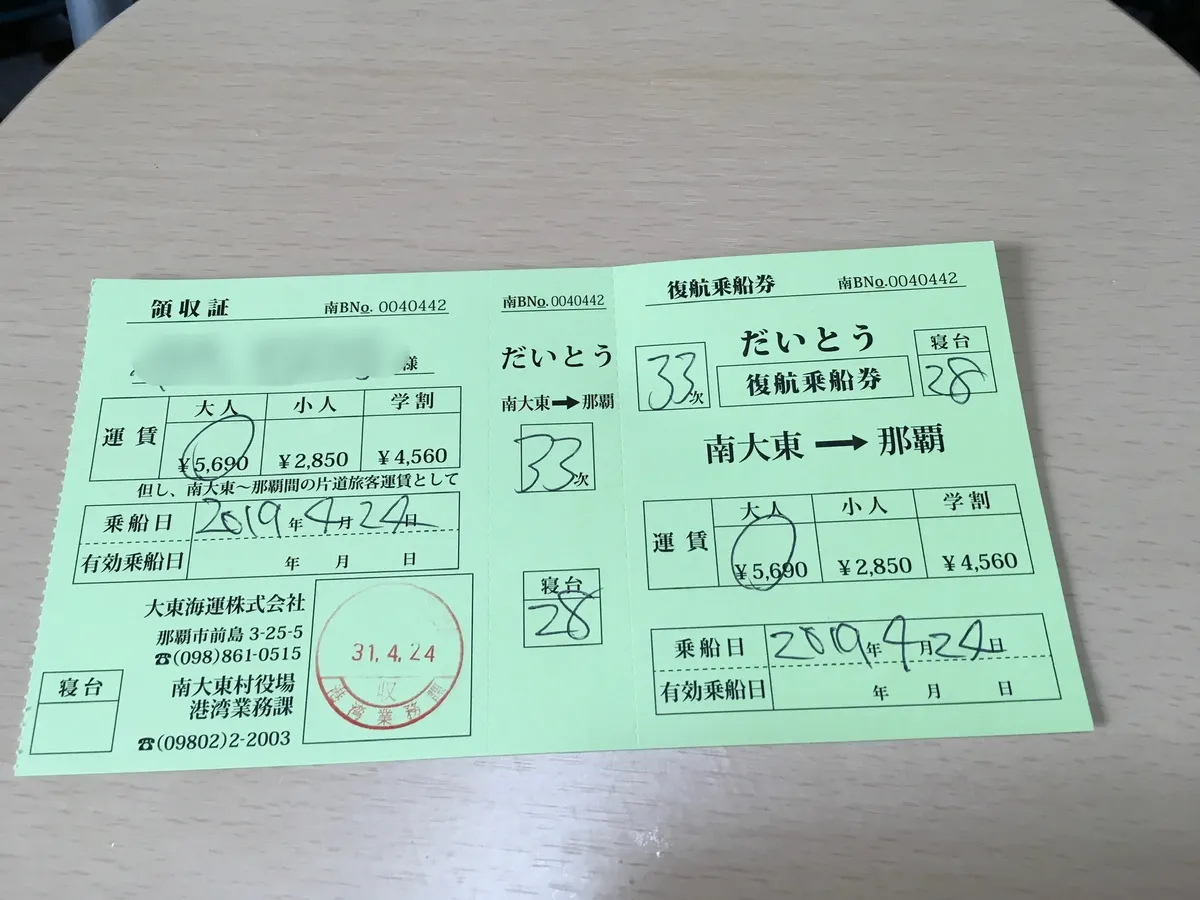 領収証 南BNo.0040442
様
運賃 大人 小人 学割
¥5,690 ¥2,850 ¥4,560
但し、南大東～那覇間の片道旅客運賃として
乗船日 2019年4月24日
有効乗船日 年 月 日
大東海運株式会社
那覇市前島3-25-5
☎(098)861-0515
南大東村役場
港湾業務課
☎(09802)2-2003
寝台
31.4.24
収
港湾業務課
南BNo.0040442
だいとう
南大東➡那覇
33次
寝台
28
復航乗船券 南BNo.0040442
33次
だいとう
復航乗船券
寝台
28
南大東➡那覇
運賃 大人 小人 学割
¥5,690 ¥2,850 ¥4,560
乗船日 2019年4月24日
有効乗船日 年 月 日